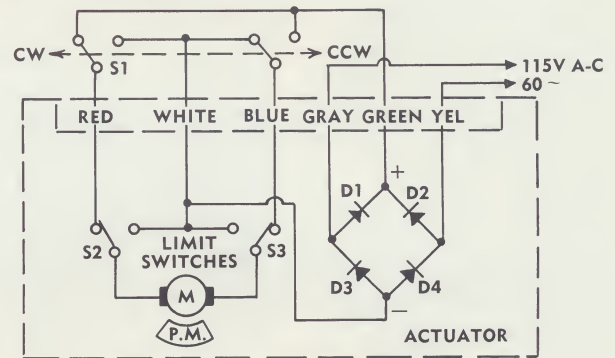 CW
S1
CCW
115V A-C
60 ~
RED
WHITE
BLUE
GRAY
GREEN
YEL
+
D1
D2
S2
LIMIT
SWITCHES
S3
D3
D4
M
−
P.M.
ACTUATOR